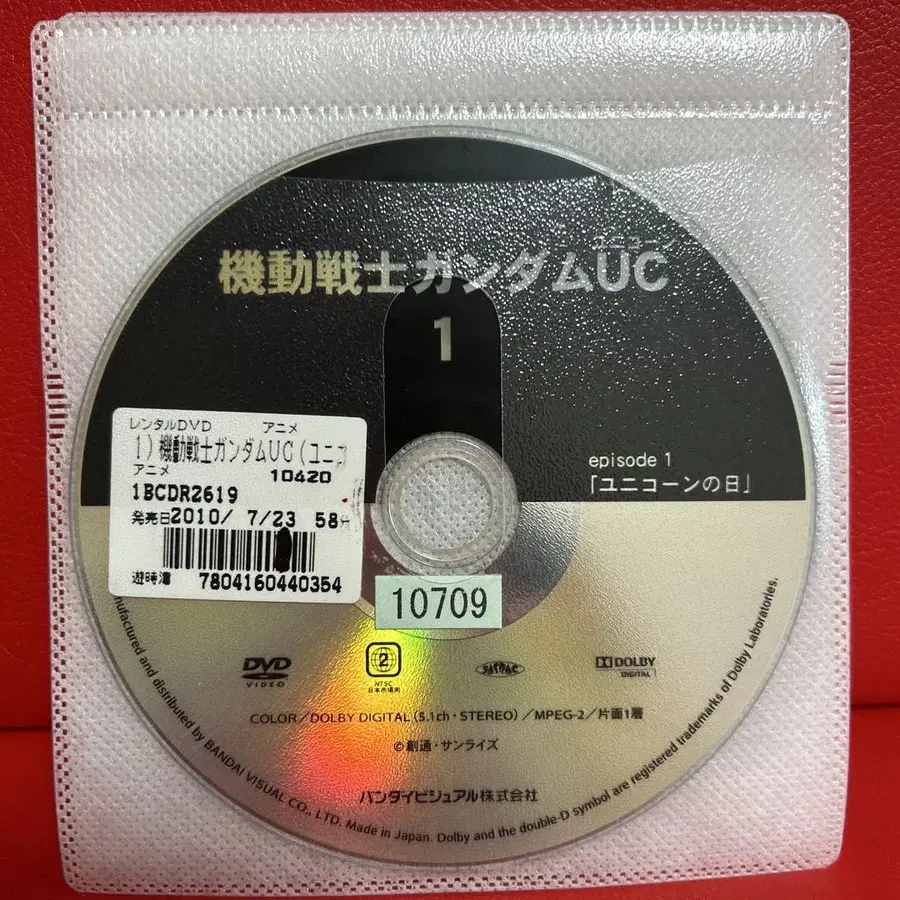 ユニコーン
機動戦士ガンダムUC
1
レンタルDVD アニメ
1) 機動戦士ガンダムUC(ユニコ
アニメ 10420
1BCDR2619
発売日2010/ 7/23 58分
7804160440354
episode 1
「ユニコーンの日」
10709
DVD
VIDEO
2
NTSC
日本市場向
JASRAC
DOLBY
DIGITAL
COLOR/DOLBY DIGITAL(5.1ch・STEREO)/MPEG-2/片面1層
©創通・サンライズ
バンダイビジュアル株式会社
nufactured and distributed by BANDAI VISUAL CO., LTD. Made in Japan. Dolby and the double-D symbol are registered trademarks of Dolby Laboratories.